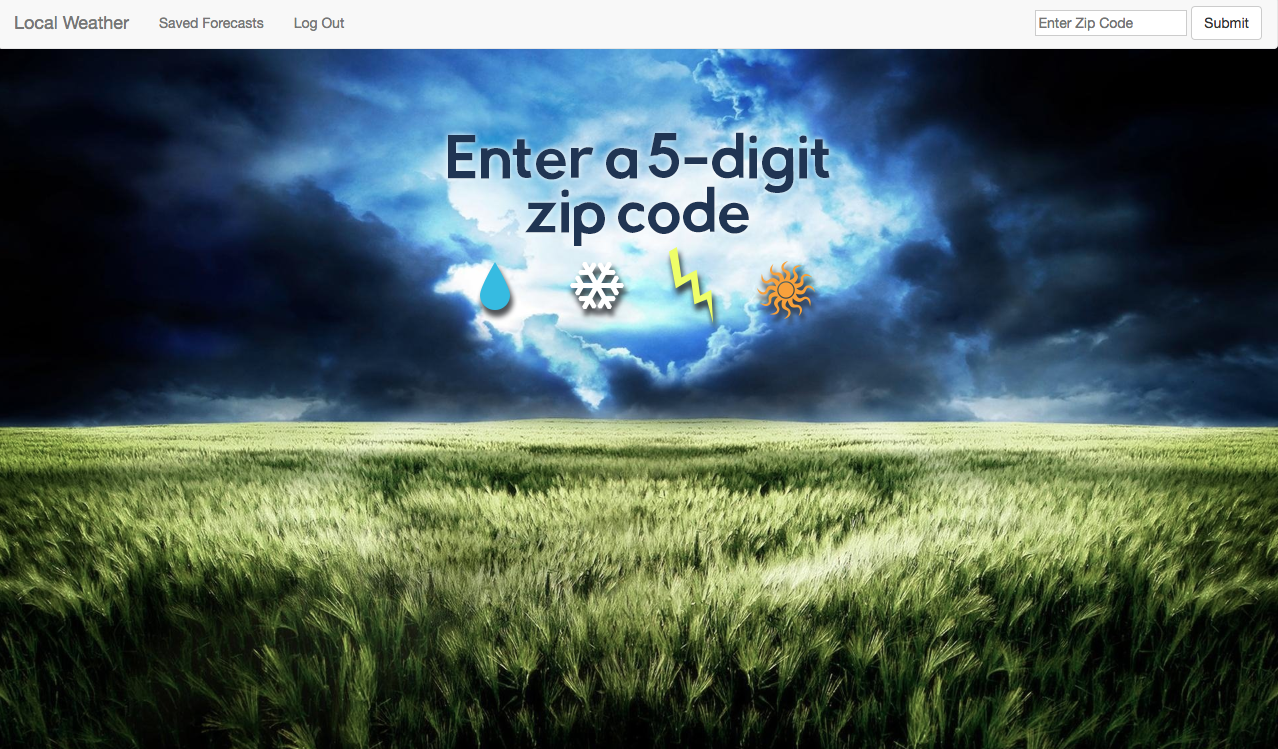 Local Weather Saved Forecasts Log Out Enter Zip Code Submit
Enter a 5-digit
zip code